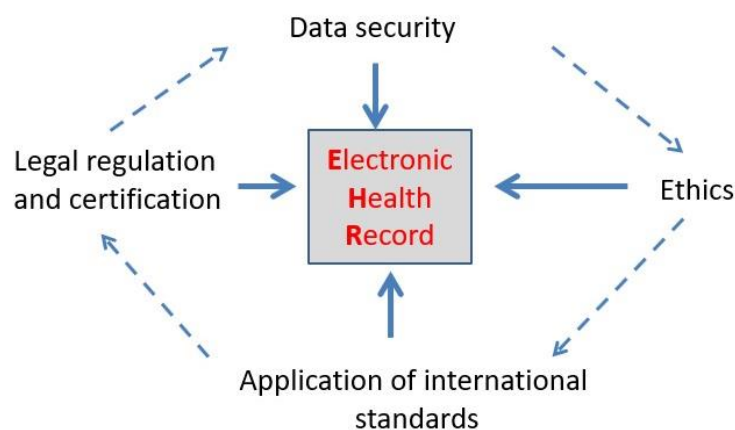 Data security
Legal regulation
and certification
Electronic
Health
Record
Ethics
Application of international
standards